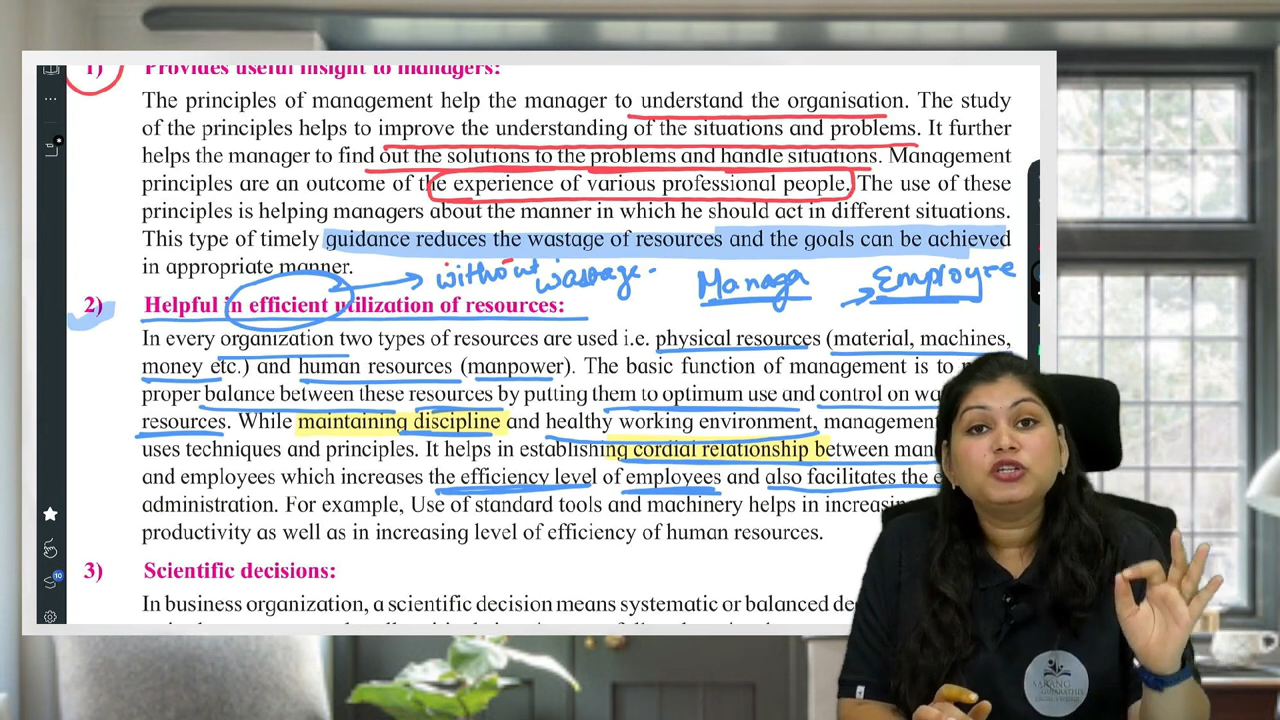 1) Provides useful insight to managers:
The principles of management help the manager to understand the organisation. The study
of the principles helps to improve the understanding of the situations and problems. It further
helps the manager to find out the solutions to the problems and handle situations. Management
principles are an outcome of the experience of various professional people. The use of these
principles is helping managers about the manner in which he should act in different situations.
This type of timely guidance reduces the wastage of resources and the goals can be achieved
in appropriate manner.
without wastage. Managa Employee
2) Helpful in efficient utilization of resources:
In every organization two types of resources are used i.e. physical resources (material, machines,
money etc.) and human resources (manpower). The basic function of management is to
proper balance between these resources by putting them to optimum use and control on wa
resources. While maintaining discipline and healthy working environment, management
uses techniques and principles. It helps in establishing cordial relationship between man
and employees which increases the efficiency level of employees and also facilitates the e
administration. For example, Use of standard tools and machinery helps in increasin
productivity as well as in increasing level of efficiency of human resources.
3) Scientific decisions:
In business organization, a scientific decision means systematic or balanced de
10